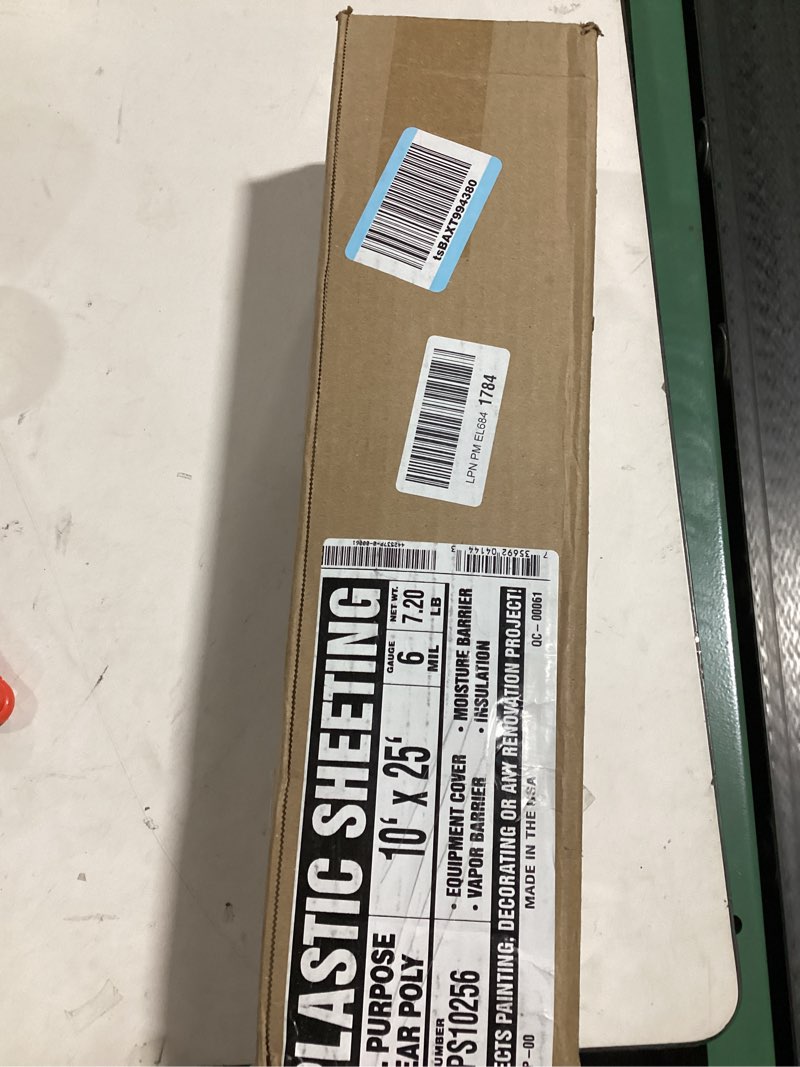 tsBAXT994380
LPN PM EL684 1784
7 35692 04144 3
LASTIC SHEETING
PURPOSE
EAR POLY
10' x 25'
GAUGE
6
MIL
NET WT.
7.20
LB
UMBER
PS10256
• EQUIPMENT COVER
• VAPOR BARRIER
• MOISTURE BARRIER
• INSULATION
ECTS PAINTING, DECORATING OR ANY RENOVATION PROJECT!
P-00
MADE IN THE USA
QC-00061